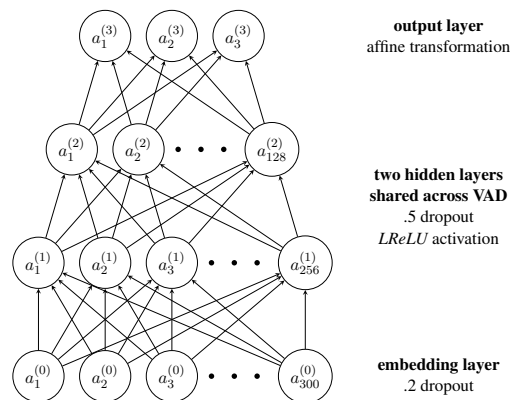 a_1^{(3)} a_2^{(3)} a_3^{(3)}
output layer
affine transformation
a_1^{(2)} a_2^{(2)} • • • a_{128}^{(2)}
two hidden layers
shared across VAD
.5 dropout
LReLU activation
a_1^{(1)} a_2^{(1)} a_3^{(1)} • • • a_{256}^{(1)}
a_1^{(0)} a_2^{(0)} a_3^{(0)} • • • a_{300}^{(0)}
embedding layer
.2 dropout